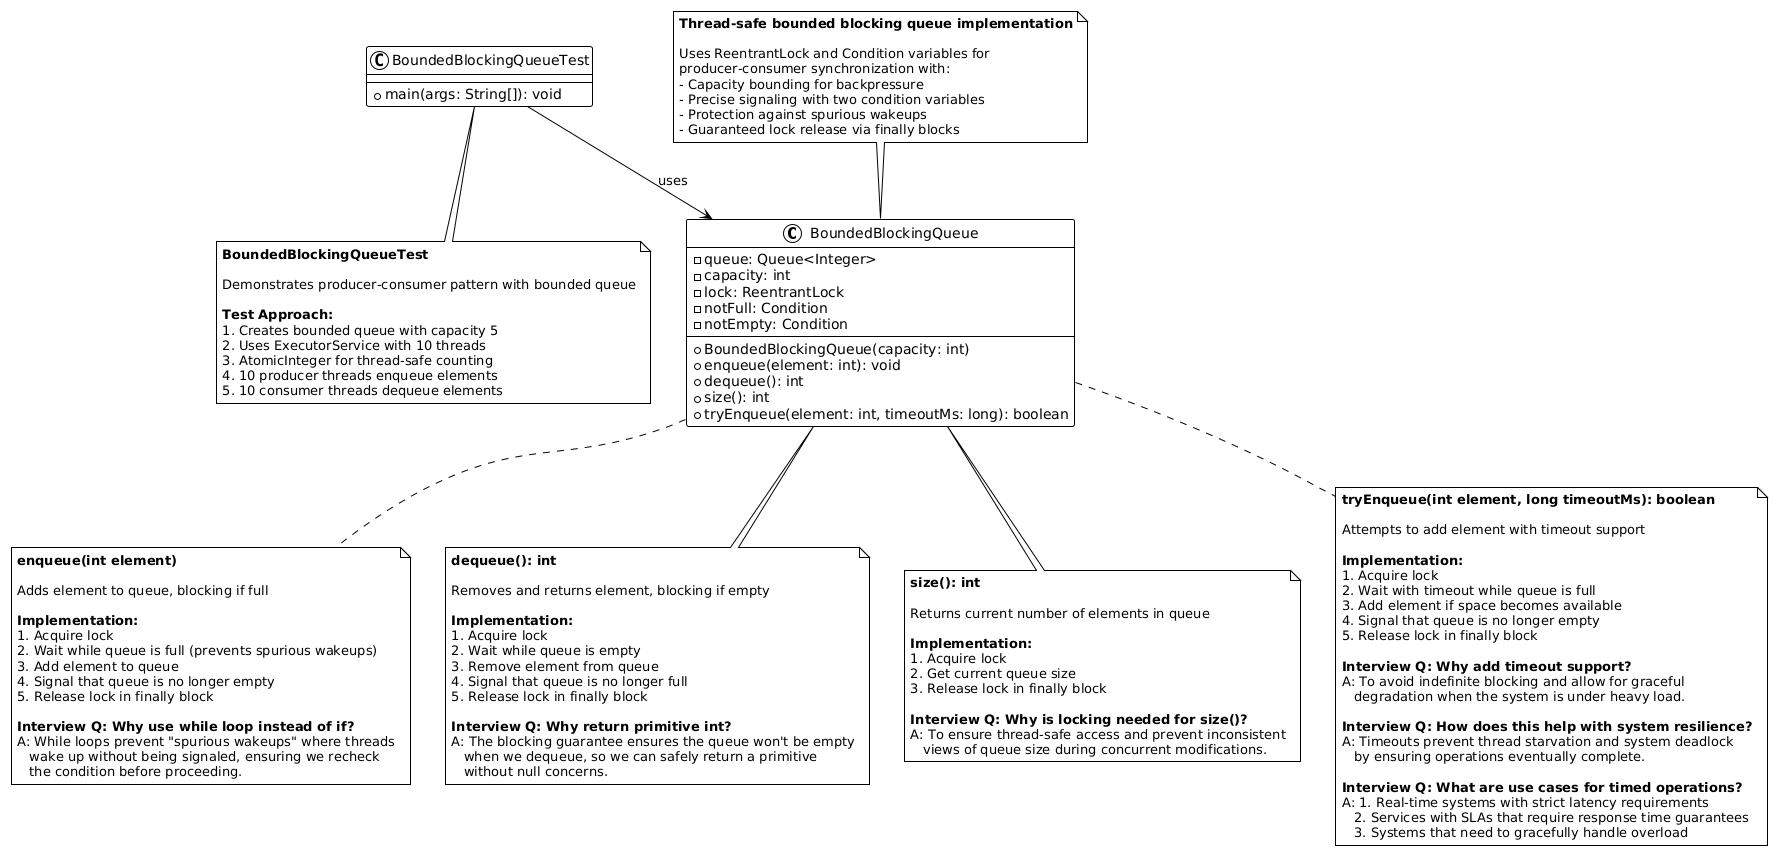 Thread-safe bounded blocking queue implementation
Uses ReentrantLock and Condition variables for
producer-consumer synchronization with:
- Capacity bounding for backpressure
- Precise signaling with two condition variables
- Protection against spurious wakeups
- Guaranteed lock release via finally blocks
C BoundedBlockingQueueTest
main(args: String[]): void
uses
BoundedBlockingQueueTest
Demonstrates producer-consumer pattern with bounded queue
Test Approach:
1. Creates bounded queue with capacity 5
2. Uses ExecutorService with 10 threads
3. AtomicInteger for thread-safe counting
4. 10 producer threads enqueue elements
5. 10 consumer threads dequeue elements
C BoundedBlockingQueue
queue: Queue<Integer>
capacity: int
lock: ReentrantLock
notFull: Condition
notEmpty: Condition
BoundedBlockingQueue(capacity: int)
enqueue(element: int): void
dequeue(): int
size(): int
tryEnqueue(element: int, timeoutMs: long): boolean
enqueue(int element)
Adds element to queue, blocking if full
Implementation:
1. Acquire lock
2. Wait while queue is full (prevents spurious wakeups)
3. Add element to queue
4. Signal that queue is no longer empty
5. Release lock in finally block
Interview Q: Why use while loop instead of if?
A: While loops prevent "spurious wakeups" where threads
wake up without being signaled, ensuring we recheck
the condition before proceeding.
dequeue(): int
Removes and returns element, blocking if empty
Implementation:
1. Acquire lock
2. Wait while queue is empty
3. Remove element from queue
4. Signal that queue is no longer full
5. Release lock in finally block
Interview Q: Why return primitive int?
A: The blocking guarantee ensures the queue won't be empty
when we dequeue, so we can safely return a primitive
without null concerns.
size(): int
Returns current number of elements in queue
Implementation:
1. Acquire lock
2. Get current queue size
3. Release lock in finally block
Interview Q: Why is locking needed for size()?
A: To ensure thread-safe access and prevent inconsistent
views of queue size during concurrent modifications.
tryEnqueue(int element, long timeoutMs): boolean
Attempts to add element with timeout support
Implementation:
1. Acquire lock
2. Wait with timeout while queue is full
3. Add element if space becomes available
4. Signal that queue is no longer empty
5. Release lock in finally block
Interview Q: Why add timeout support?
A: To avoid indefinite blocking and allow for graceful
degradation when the system is under heavy load.
Interview Q: How does this help with system resilience?
A: Timeouts prevent thread starvation and system deadlock
by ensuring operations eventually complete.
Interview Q: What are use cases for timed operations?
A: 1. Real-time systems with strict latency requirements
2. Services with SLAs that require response time guarantees
3. Systems that need to gracefully handle overload